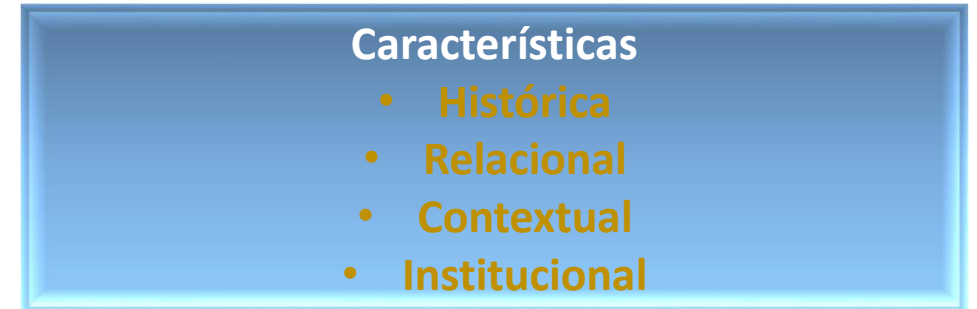 Características
• Histórica
• Relacional
• Contextual
• Institucional